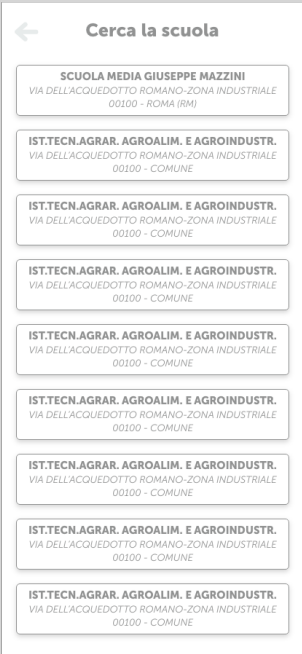 Cerca la scuola
SCUOLA MEDIA GIUSEPPE MAZZINI
VIA DELL'ACQUEDOTTO ROMANO-ZONA INDUSTRIALE
00100 - ROMA (RM)
IST.TECN.AGRAR. AGROALIM. E AGROINDUSTR.
VIA DELL'ACQUEDOTTO ROMANO-ZONA INDUSTRIALE
00100 - COMUNE
IST.TECN.AGRAR. AGROALIM. E AGROINDUSTR.
VIA DELL'ACQUEDOTTO ROMANO-ZONA INDUSTRIALE
00100 - COMUNE
IST.TECN.AGRAR. AGROALIM. E AGROINDUSTR.
VIA DELL'ACQUEDOTTO ROMANO-ZONA INDUSTRIALE
00100 - COMUNE
IST.TECN.AGRAR. AGROALIM. E AGROINDUSTR.
VIA DELL'ACQUEDOTTO ROMANO-ZONA INDUSTRIALE
00100 - COMUNE
IST.TECN.AGRAR. AGROALIM. E AGROINDUSTR.
VIA DELL'ACQUEDOTTO ROMANO-ZONA INDUSTRIALE
00100 - COMUNE
IST.TECN.AGRAR. AGROALIM. E AGROINDUSTR.
VIA DELL'ACQUEDOTTO ROMANO-ZONA INDUSTRIALE
00100 - COMUNE
IST.TECN.AGRAR. AGROALIM. E AGROINDUSTR.
VIA DELL'ACQUEDOTTO ROMANO-ZONA INDUSTRIALE
00100 - COMUNE
IST.TECN.AGRAR. AGROALIM. E AGROINDUSTR.
VIA DELL'ACQUEDOTTO ROMANO-ZONA INDUSTRIALE
00100 - COMUNE